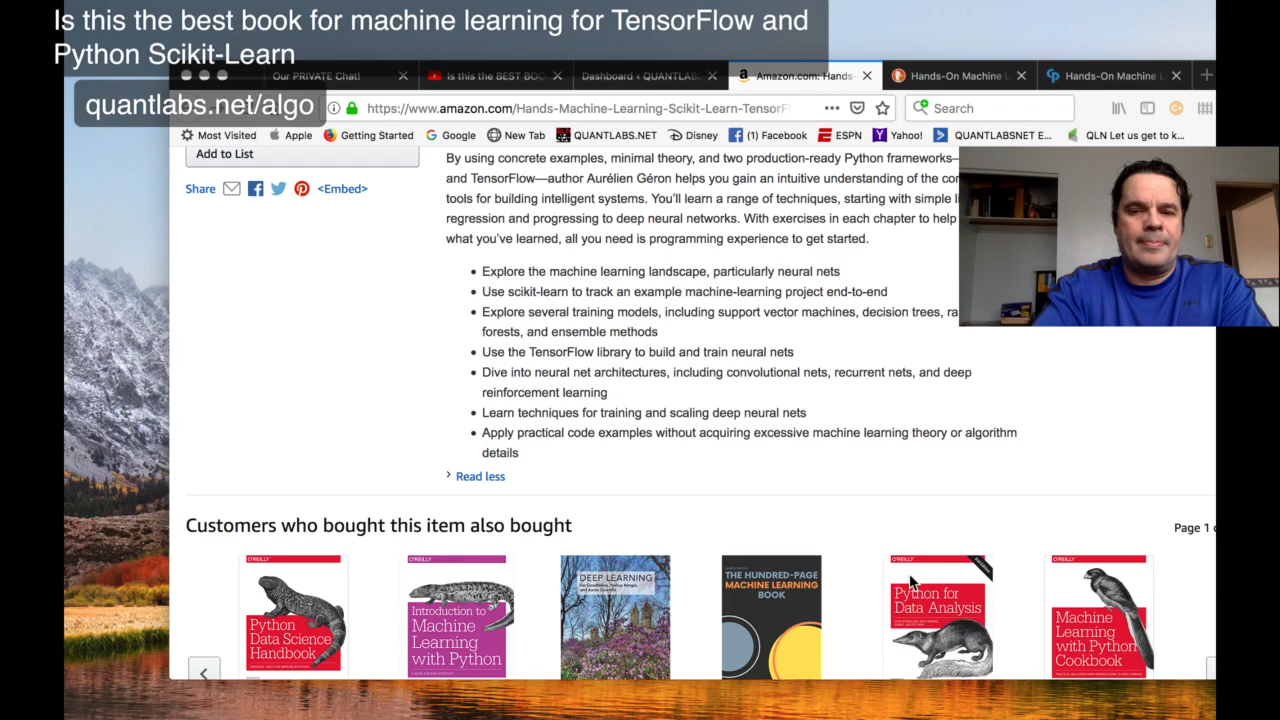 Is this the best book for machine learning for TensorFlow and
Python Scikit-Learn
quantlabs.net/algo
Our PRIVATE Chat!
Is this the BEST BOO
Dashboard ‹ QUANTLAB
Amazon.com: Hands-
Hands-On Machine L
Hands-On Machine L
https://www.amazon.com/Hands-Machine-Learning-Scikit-Learn-TensorF
Search
Most Visited
Apple
Getting Started
Google
New Tab
QUANTLABS.NET
Disney
(1) Facebook
ESPN
Yahoo!
QUANTLABSNET E...
QLN Let us get to k...
Add to List
Share
<Embed>
By using concrete examples, minimal theory, and two production-ready Python frameworks—
and TensorFlow—author Aurélien Géron helps you gain an intuitive understanding of the con
tools for building intelligent systems. You'll learn a range of techniques, starting with simple li
regression and progressing to deep neural networks. With exercises in each chapter to help
what you've learned, all you need is programming experience to get started.
Explore the machine learning landscape, particularly neural nets
Use scikit-learn to track an example machine-learning project end-to-end
Explore several training models, including support vector machines, decision trees, ra
forests, and ensemble methods
Use the TensorFlow library to build and train neural nets
Dive into neural net architectures, including convolutional nets, recurrent nets, and deep
reinforcement learning
Learn techniques for training and scaling deep neural nets
Apply practical code examples without acquiring excessive machine learning theory or algorithm
details
Read less
Customers who bought this item also bought
Page 1
O'REILLY
Python
Data Science
Handbook
O'REILLY
Introduction to
Machine
Learning
with Python
DEEP LEARNING
THE HUNDRED-PAGE
MACHINE LEARNING
BOOK
O'REILLY
Python for
Data Analysis
O'REILLY
Machine
Learning with
Python
Cookbook